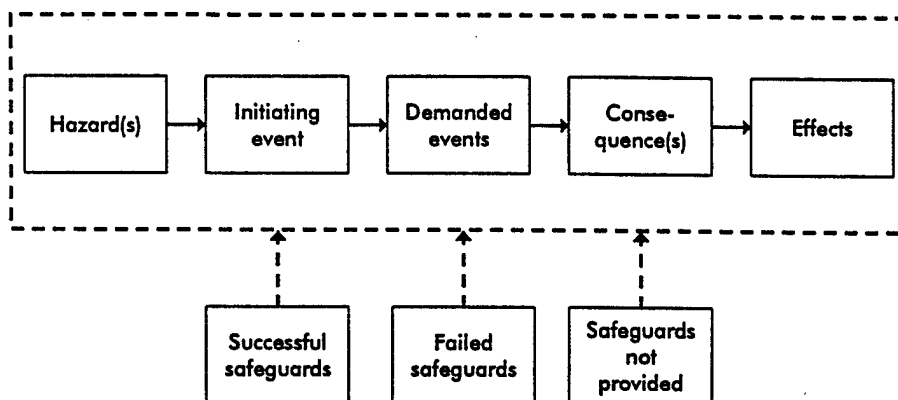 Hazard(s)
Initiating
event
Demanded
events
Conse-
quence(s)
Effects
Successful
safeguards
Failed
safeguards
Safeguards
not
provided